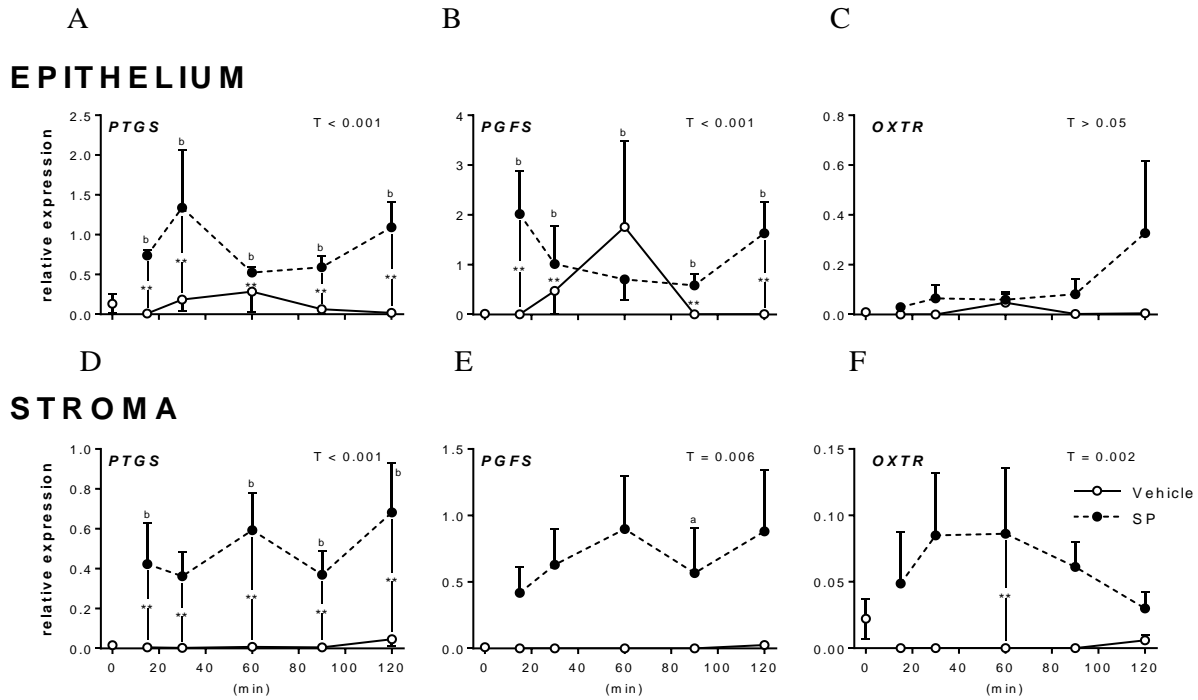 A B C
EPITHELIUM
PTGS T < 0.001
PGFS T < 0.001
OXTR T > 0.05
relative expression
2.5
2.0
1.5
1.0
0.5
0.0
b b b b b
** ** ** ** **
4
3
2
1
0
b b b b b
** ** ** **
0.8
0.6
0.4
0.2
0.0
D E F
STROMA
PTGS T < 0.001
PGFS T = 0.006
OXTR T = 0.002
relative expression
1.0
0.8
0.6
0.4
0.2
0.0
b b b b
** ** ** ** **
0 20 40 60 80 100 120
(min)
1.5
1.0
0.5
0.0
a
0 20 40 60 80 100 120
(min)
0.15
0.10
0.05
0.00
**
Vehicle
SP
0 20 40 60 80 100 120
(min)